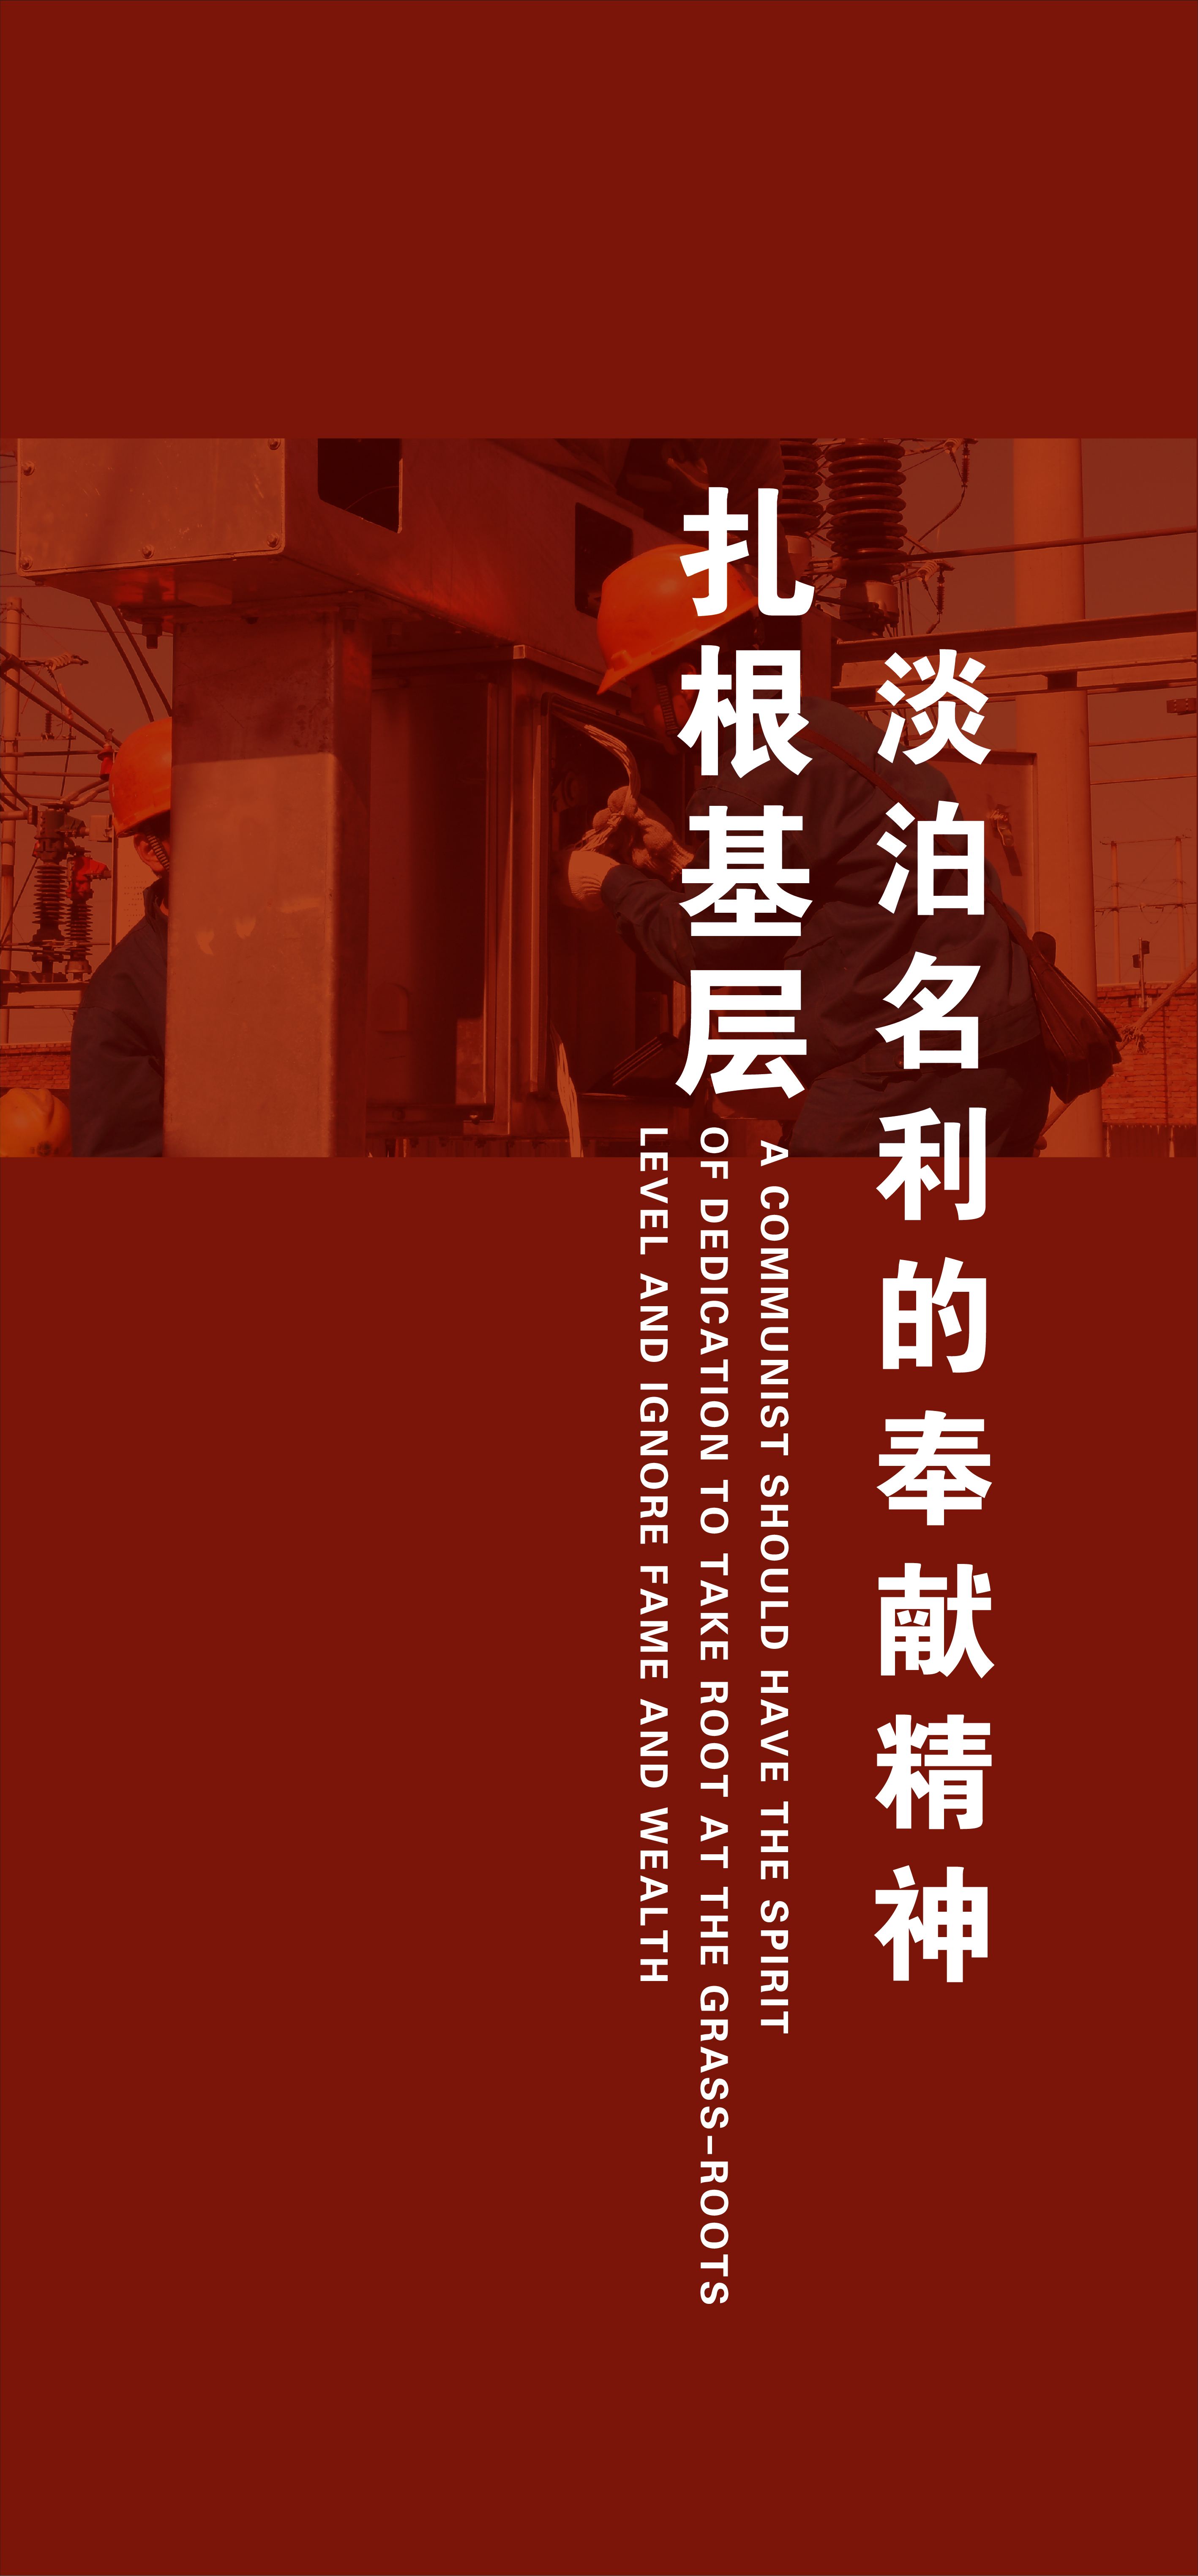 扎根基层
淡泊名利的奉献精神
A COMMUNIST SHOULD HAVE THE SPIRIT
OF DEDICATION TO TAKE ROOT AT THE GRASS-ROOTS
LEVEL AND IGNORE FAME AND WEALTH